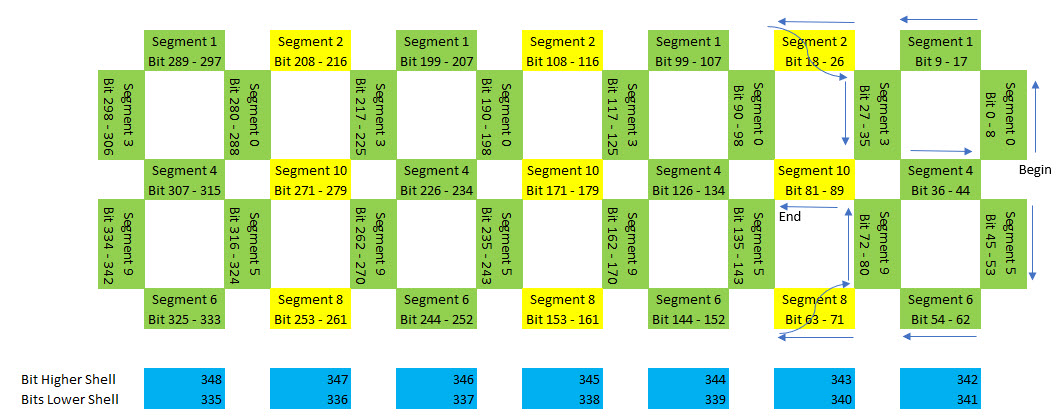 Segment 1
Bit 289 - 297
Segment 2
Bit 208 - 216
Segment 1
Bit 199 - 207
Segment 2
Bit 108 - 116
Segment 1
Bit 99 - 107
Segment 2
Bit 18 - 26
Segment 1
Bit 9 - 17
Segment 3
Bit 298 - 306
Segment 0
Bit 280 - 288
Segment 3
Bit 217 - 225
Segment 0
Bit 190 - 198
Segment 3
Bit 117 - 125
Segment 0
Bit 90 - 98
Segment 3
Bit 27 - 35
Segment 0
Bit 0 - 8
Begin
Segment 4
Bit 307 - 315
Segment 10
Bit 271 - 279
Segment 4
Bit 226 - 234
Segment 10
Bit 171 - 179
Segment 4
Bit 126 - 134
Segment 10
Bit 81 - 89
Segment 4
Bit 36 - 44
End
Segment 9
Bit 334 - 342
Segment 5
Bit 316 - 324
Segment 9
Bit 262 - 270
Segment 5
Bit 235 - 243
Segment 9
Bit 162 - 170
Segment 5
Bit 135 - 143
Segment 9
Bit 72 - 80
Segment 5
Bit 45 - 53
Segment 6
Bit 325 - 333
Segment 8
Bit 253 - 261
Segment 6
Bit 244 - 252
Segment 8
Bit 153 - 161
Segment 6
Bit 144 - 152
Segment 8
Bit 63 - 71
Segment 6
Bit 54 - 62
Bit Higher Shell 348 347 346 345 344 343 342
Bits Lower Shell 335 336 337 338 339 340 341